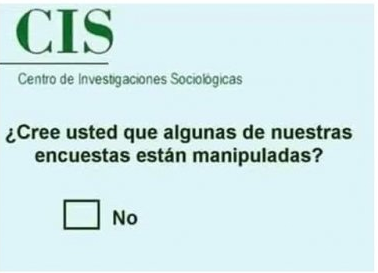 CIS
Centro de Investigaciones Sociológicas
¿Cree usted que algunas de nuestras
encuestas están manipuladas?
No